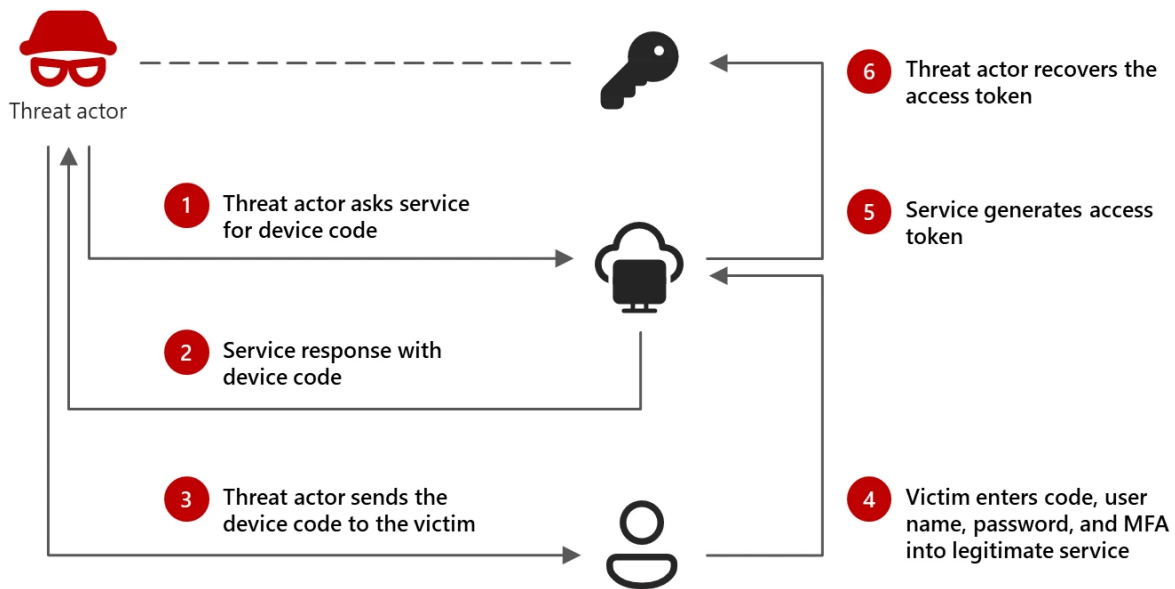 Threat actor
1
Threat actor asks service
for device code
2
Service response with
device code
3
Threat actor sends the
device code to the victim
4
Victim enters code, user
name, password, and MFA
into legitimate service
5
Service generates access
token
6
Threat actor recovers the
access token